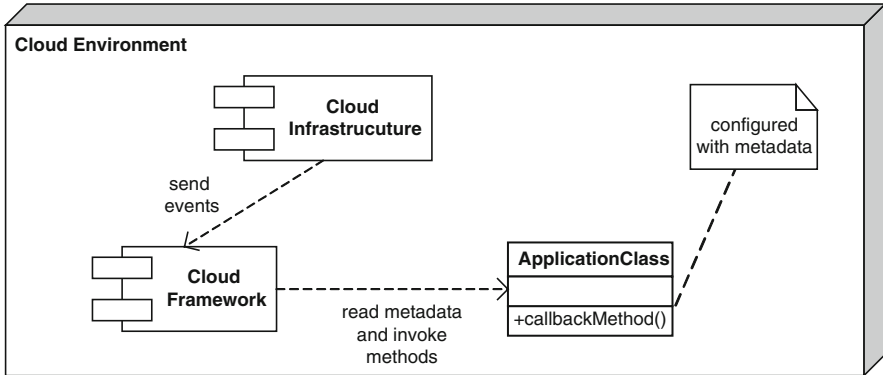 Cloud Environment
Cloud
Infrastrucuture
configured
with metadata
send
events
Cloud
Framework
ApplicationClass
+callbackMethod()
read metadata
and invoke
methods